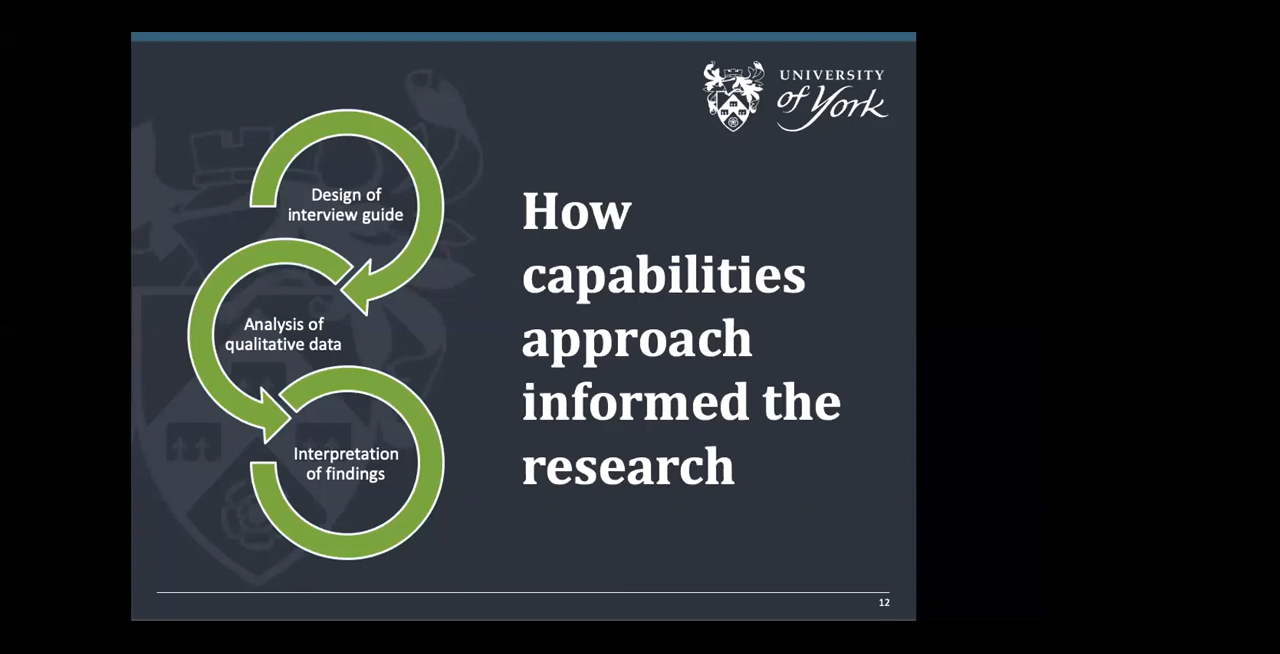 UNIVERSITY
of York
Design of
interview guide
Analysis of
qualitative data
Interpretation
of findings
How
capabilities
approach
informed the
research
12